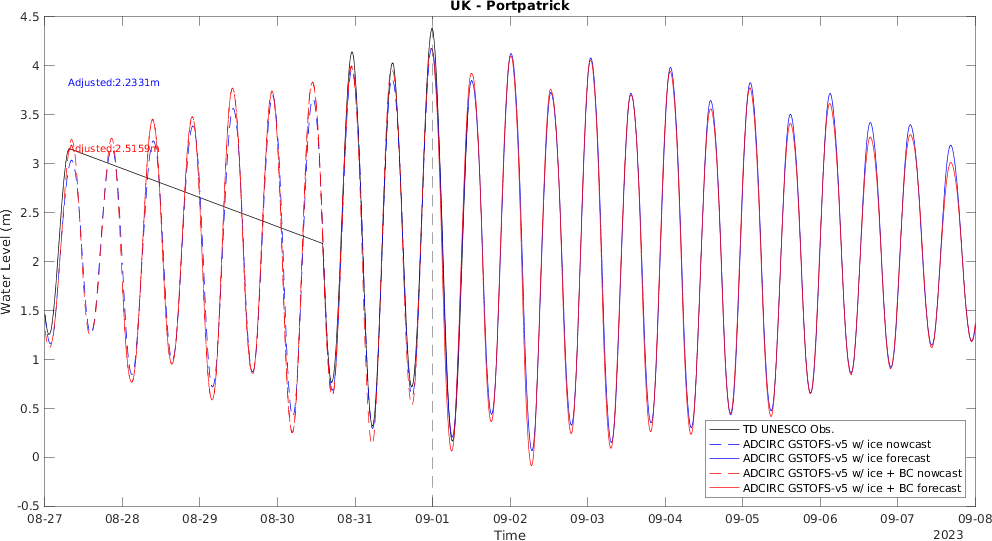 UK - Portpatrick
4.5
4
3.5
3
2.5
2
1.5
1
0.5
0
-0.5
Water Level (m)
Adjusted:2.2331m
Adjusted:2.5159m
TD UNESCO Obs.
ADCIRC GSTOFS-v5 w/ ice nowcast
ADCIRC GSTOFS-v5 w/ ice forecast
ADCIRC GSTOFS-v5 w/ ice + BC nowcast
ADCIRC GSTOFS-v5 w/ ice + BC forecast
08-27 08-28 08-29 08-30 08-31 09-01 09-02 09-03 09-04 09-05 09-06 09-07 09-08
Time
2023